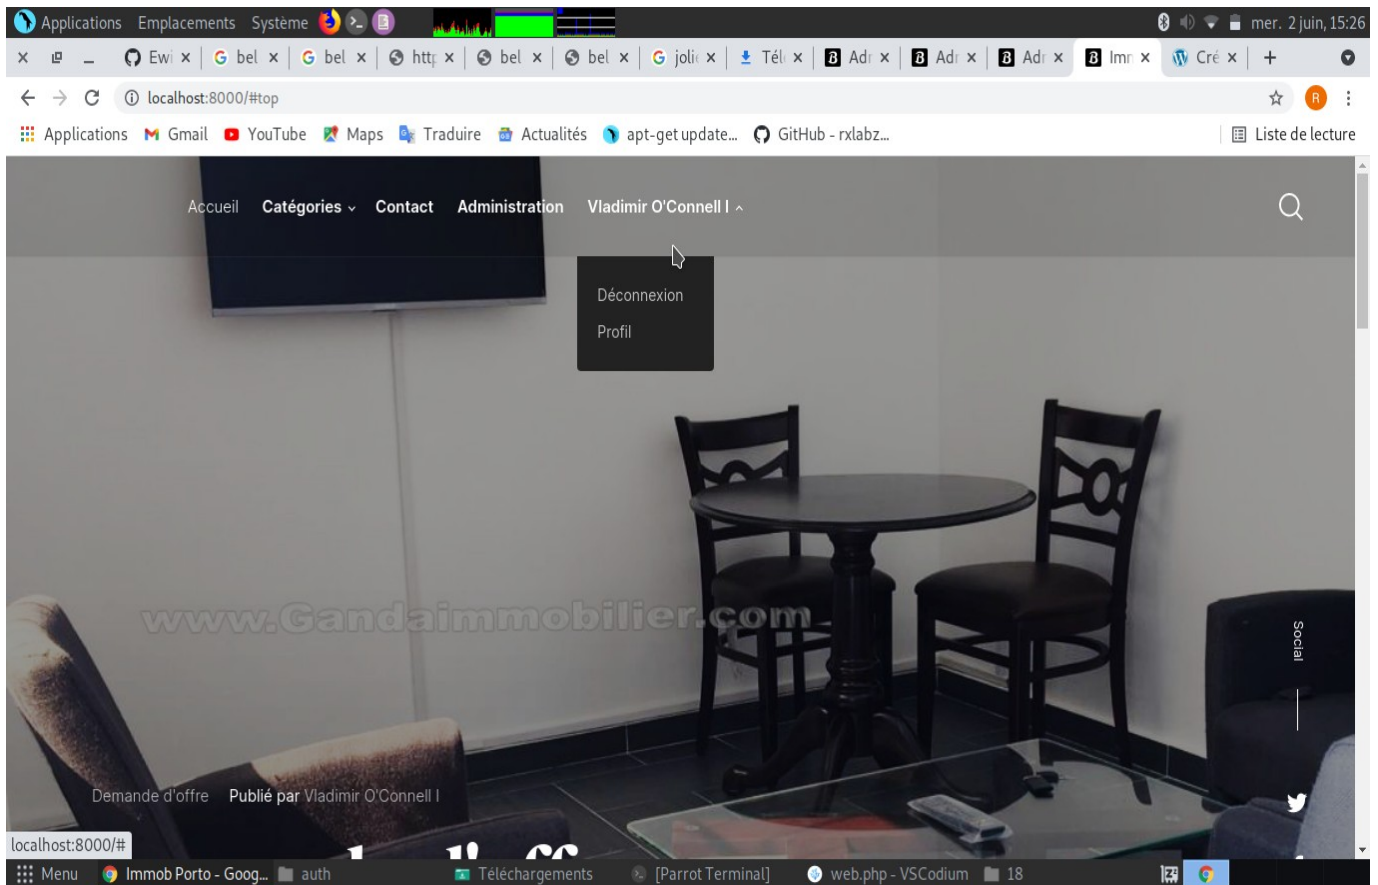 Applications Emplacements Système mer. 2 juin, 15:26
Ewi bel bel http bel bel jolie Télé Adr Adr Adr Imm Cré
localhost:8000/#top R
Applications Gmail YouTube Maps Traduire Actualités apt-get update... GitHub - rxlabz... Liste de lecture
Accueil Catégories Contact Administration Vladimir O'Connell I
Déconnexion
Profil
www.Gandaimmobilier.com
Social
Demande d'offre Publié par Vladimir O'Connell I
localhost:8000/#
Menu Immob Porto - Goog... auth Téléchargements [Parrot Terminal] web.php - VSCodium 18